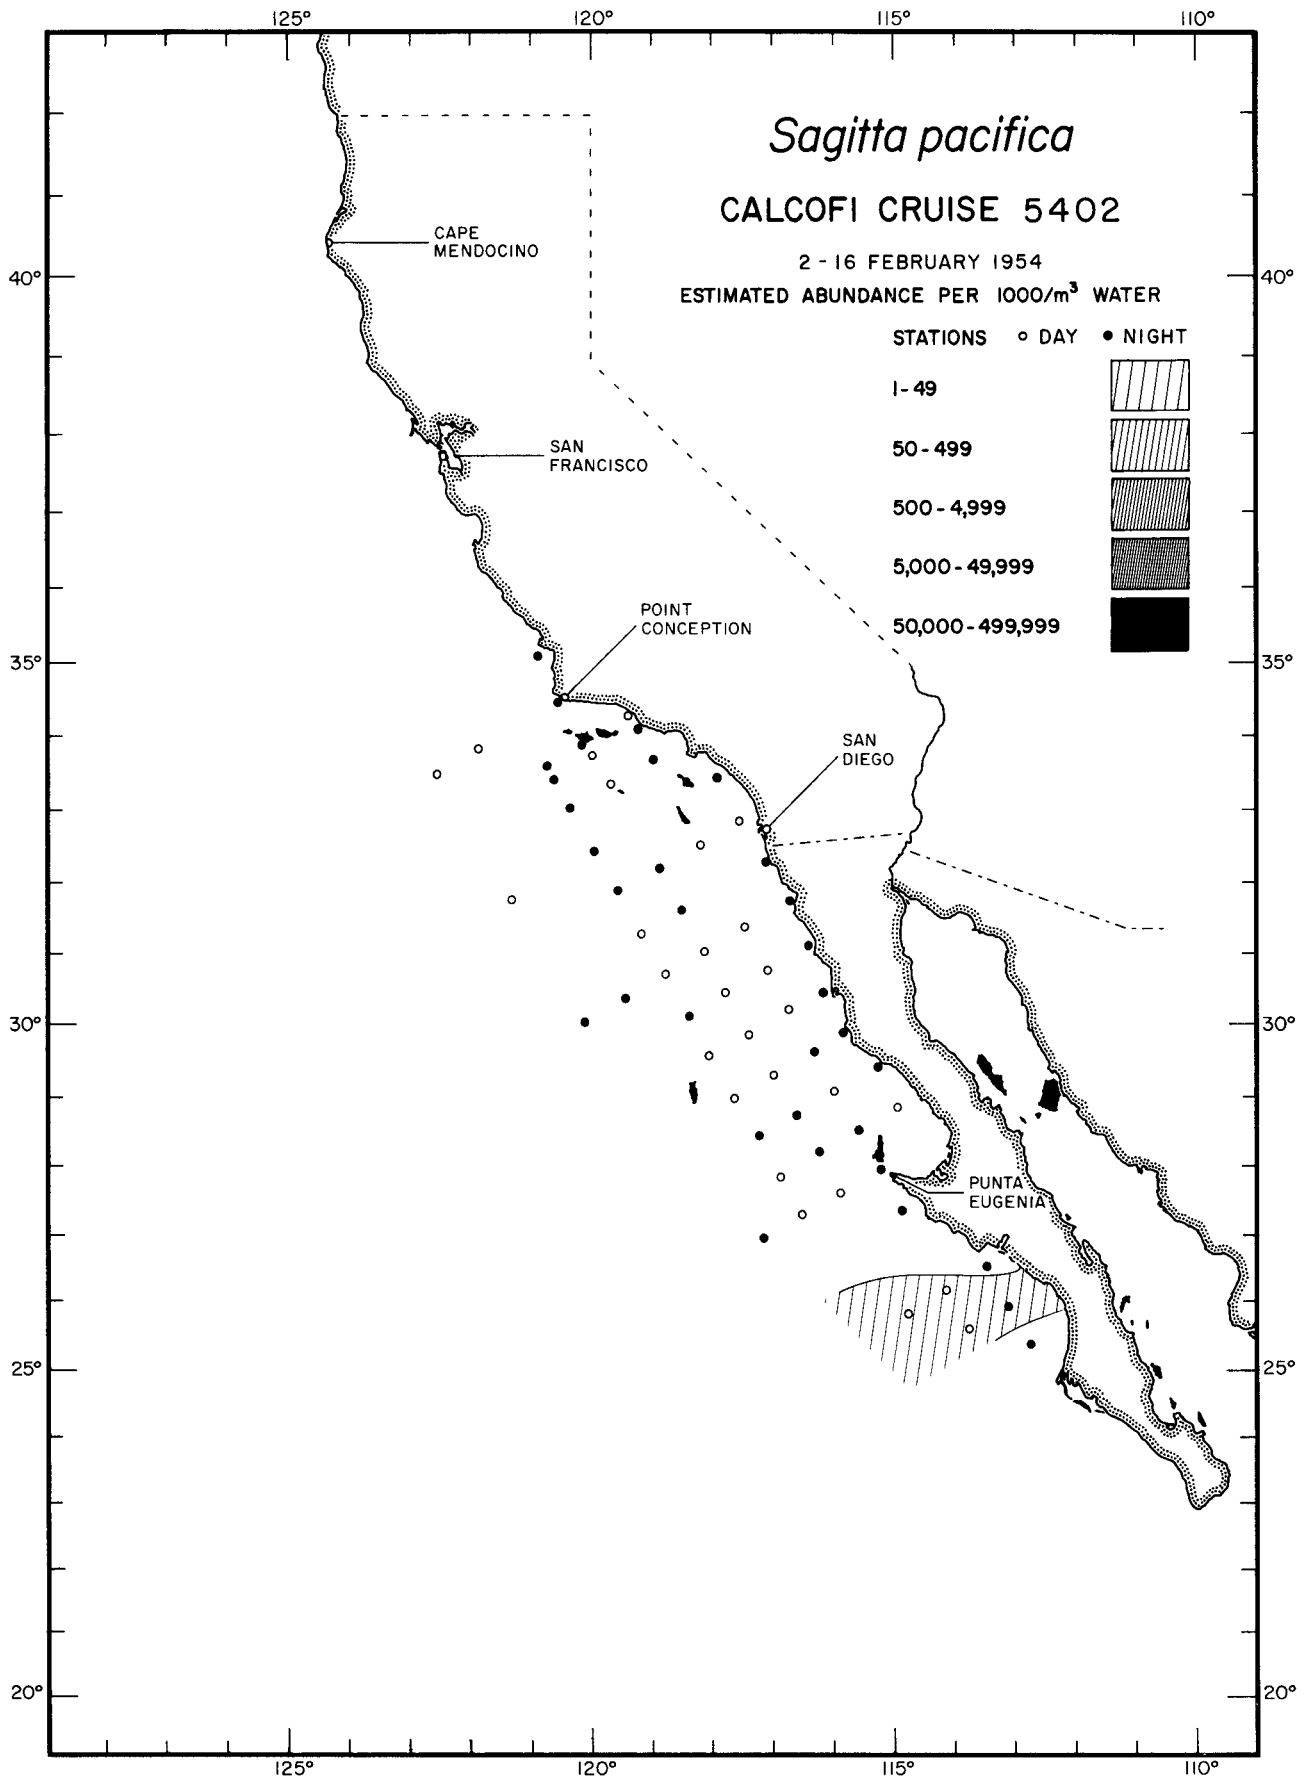 125° 120° 115° 110°
Sagitta pacifica
CALCOFI CRUISE 5402
2 - 16 FEBRUARY 1954
ESTIMATED ABUNDANCE PER 1000/m³ WATER
STATIONS ○ DAY ● NIGHT
1-49
50-499
500-4,999
5,000-49,999
50,000-499,999
CAPE
MENDOCINO
SAN
FRANCISCO
POINT
CONCEPTION
SAN
DIEGO
PUNTA
EUGENIA
40° 40°
35° 35°
30° 30°
25° 25°
20° 20°
125° 120° 115° 110°